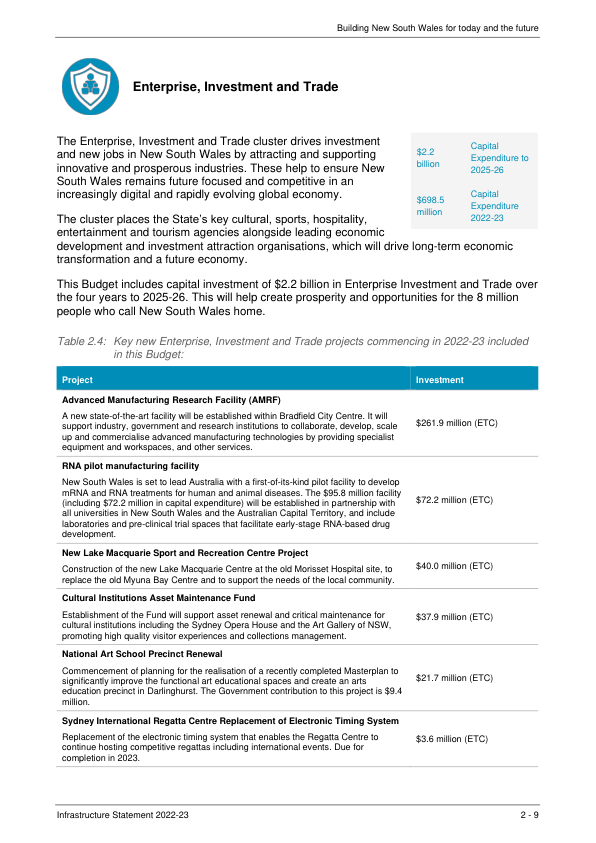 Building New South Wales for today and the future
Enterprise, Investment and Trade
The Enterprise, Investment and Trade cluster drives investment
and new jobs in New South Wales by attracting and supporting
innovative and prosperous industries. These help to ensure New
South Wales remains future focused and competitive in an
increasingly digital and rapidly evolving global economy.
$2.2
billion
Capital
Expenditure to
2025-26
$698.5
million
Capital
Expenditure
2022-23
The cluster places the State's key cultural, sports, hospitality,
entertainment and tourism agencies alongside leading economic
development and investment attraction organisations, which will drive long-term economic
transformation and a future economy.
This Budget includes capital investment of $2.2 billion in Enterprise Investment and Trade over
the four years to 2025-26. This will help create prosperity and opportunities for the 8 million
people who call New South Wales home.
Table 2.4: Key new Enterprise, Investment and Trade projects commencing in 2022-23 included
in this Budget:
Project Investment
Advanced Manufacturing Research Facility (AMRF)
A new state-of-the-art facility will be established within Bradfield City Centre. It will
support industry, government and research institutions to collaborate, develop, scale
up and commercialise advanced manufacturing technologies by providing specialist
equipment and workspaces, and other services.
$261.9 million (ETC)
RNA pilot manufacturing facility
New South Wales is set to lead Australia with a first-of-its-kind pilot facility to develop
mRNA and RNA treatments for human and animal diseases. The $95.8 million facility
(including $72.2 million in capital expenditure) will be established in partnership with
all universities in New South Wales and the Australian Capital Territory, and include
laboratories and pre-clinical trial spaces that facilitate early-stage RNA-based drug
development.
$72.2 million (ETC)
New Lake Macquarie Sport and Recreation Centre Project
Construction of the new Lake Macquarie Centre at the old Morisset Hospital site, to
replace the old Myuna Bay Centre and to support the needs of the local community.
$40.0 million (ETC)
Cultural Institutions Asset Maintenance Fund
Establishment of the Fund will support asset renewal and critical maintenance for
cultural institutions including the Sydney Opera House and the Art Gallery of NSW,
promoting high quality visitor experiences and collections management.
$37.9 million (ETC)
National Art School Precinct Renewal
Commencement of planning for the realisation of a recently completed Masterplan to
significantly improve the functional art educational spaces and create an arts
education precinct in Darlinghurst. The Government contribution to this project is $9.4
million.
$21.7 million (ETC)
Sydney International Regatta Centre Replacement of Electronic Timing System
Replacement of the electronic timing system that enables the Regatta Centre to
continue hosting competitive regattas including international events. Due for
completion in 2023.
$3.6 million (ETC)
Infrastructure Statement 2022-23 2 - 9